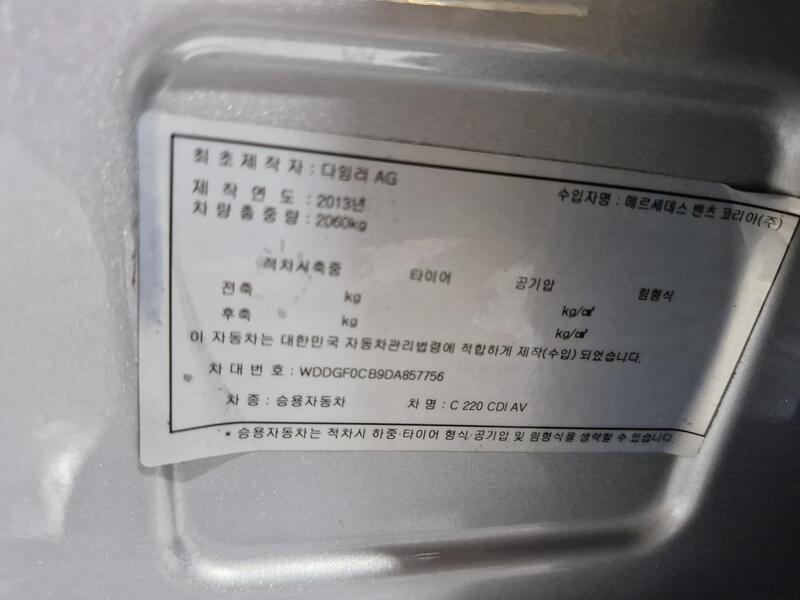 최초제작자 : 다임러 AG
제작연도 : 2013년
수입자명 : 메르세데스 벤츠 코리아(주)
차량총중량 : 2060kg
적차시축중 타이어 공기압 림형식
전축 kg kg/㎠
후축 kg kg/㎠
이 자동차는 대한민국 자동차관리법령에 적합하게 제작(수입) 되었습니다.
차대번호 : WDDGF0CB9DA857756
차종 : 승용자동차 차명 : C 220 CDI AV
* 승용자동차는 적차시 하중·타이어 형식·공기압 및 림형식을 생략할 수 있습니다.